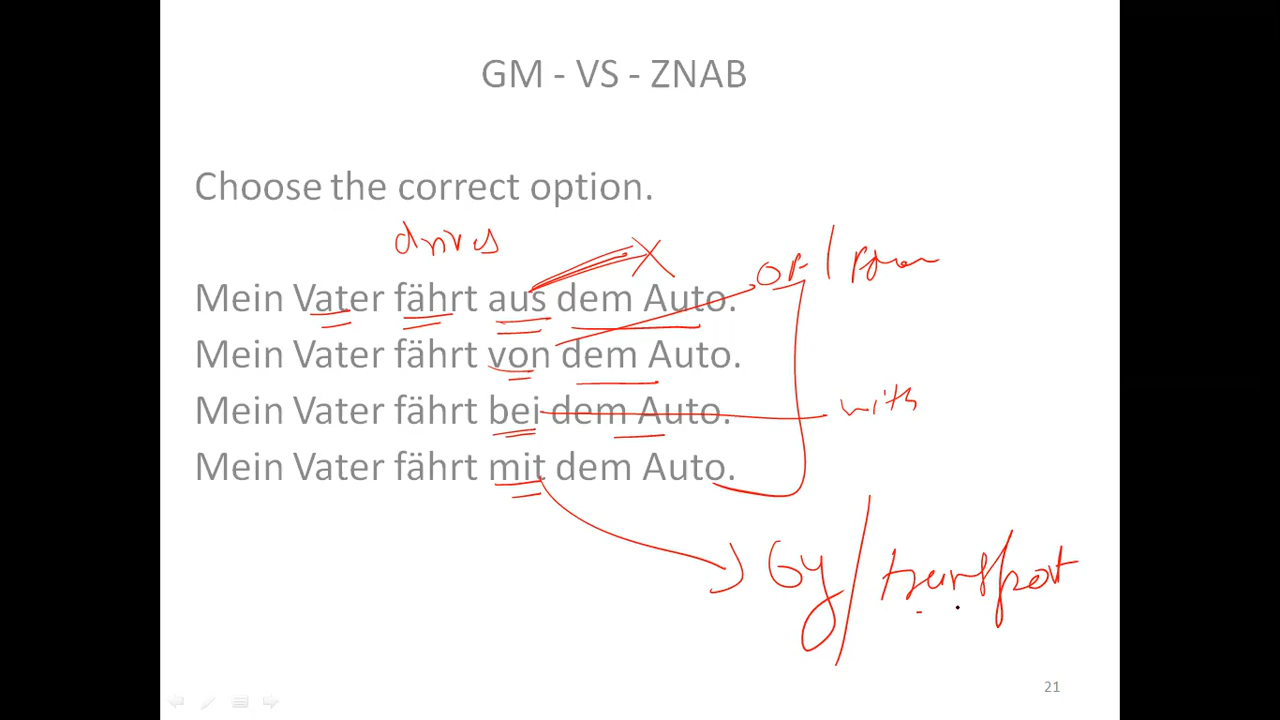 GM - VS - ZNAB
Choose the correct option.
drives
of / from
Mein Vater fährt aus dem Auto.
Mein Vater fährt von dem Auto.
Mein Vater fährt bei dem Auto.
with
Mein Vater fährt mit dem Auto.
By / transport
21